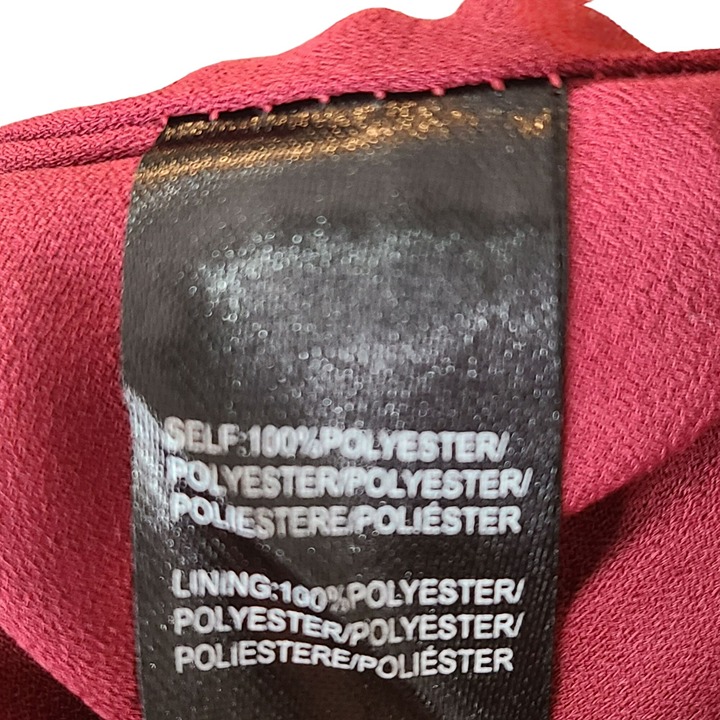 SELF:100%POLYESTER/
POLYESTER/POLYESTER/
POLIESTERE/POLIÉSTER
LINING:100%POLYESTER/
POLYESTER/POLYESTER/
POLIESTERE/POLIÉSTER